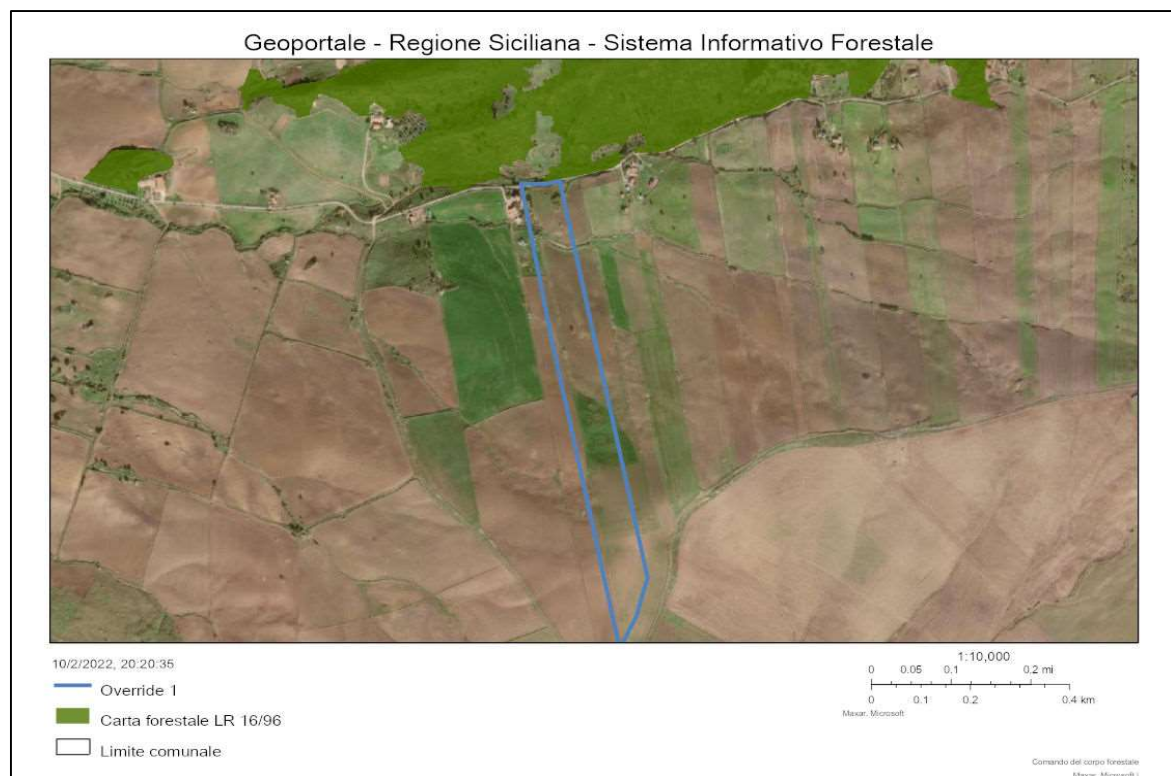 Geoportale - Regione Siciliana - Sistema Informativo Forestale
10/2/2022, 20:20:35
Override 1
Carta forestale LR 16/96
Limite comunale
1:10,000
0 0.05 0.1 0.2 mi
0 0.1 0.2 0.4 km
Maxar, Microsoft
Comando del corpo forestale
Maxar, Microsoft |